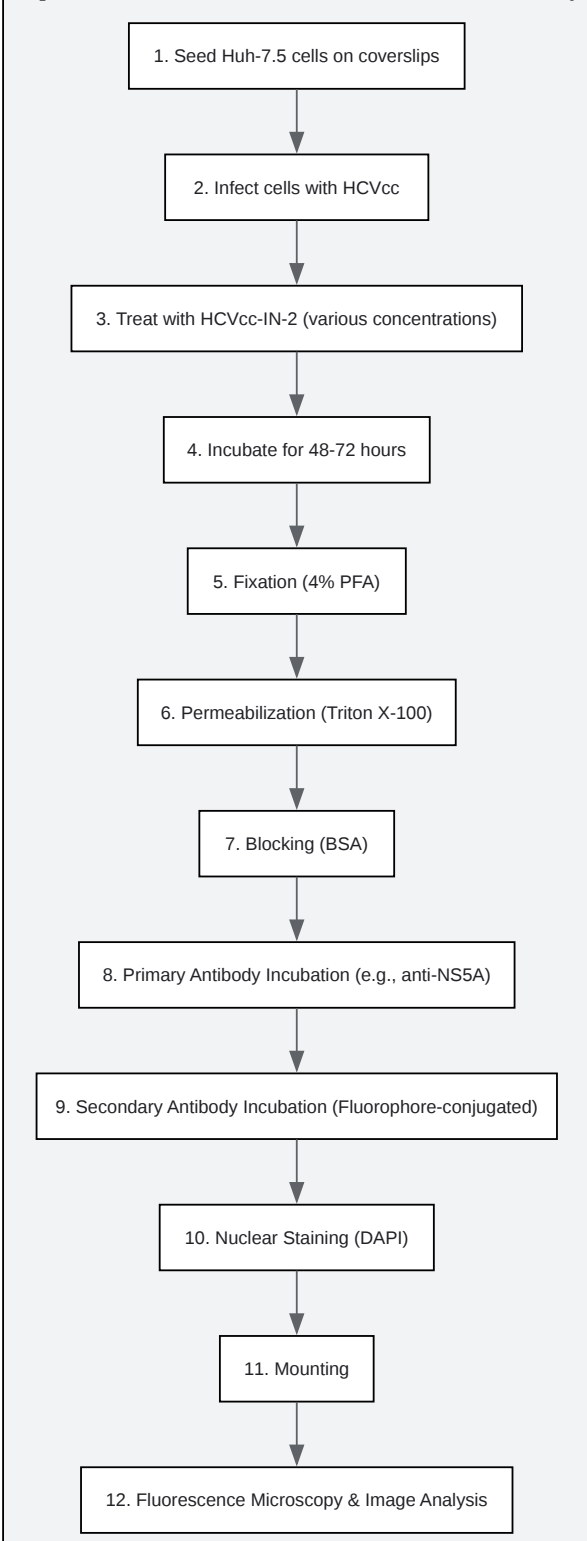 1. Seed Huh-7.5 cells on coverslips
2. Infect cells with HCVcc
3. Treat with HCVcc-IN-2 (various concentrations)
4. Incubate for 48-72 hours
5. Fixation (4% PFA)
6. Permeabilization (Triton X-100)
7. Blocking (BSA)
8. Primary Antibody Incubation (e.g., anti-NS5A)
9. Secondary Antibody Incubation (Fluorophore-conjugated)
10. Nuclear Staining (DAPI)
11. Mounting
12. Fluorescence Microscopy & Image Analysis